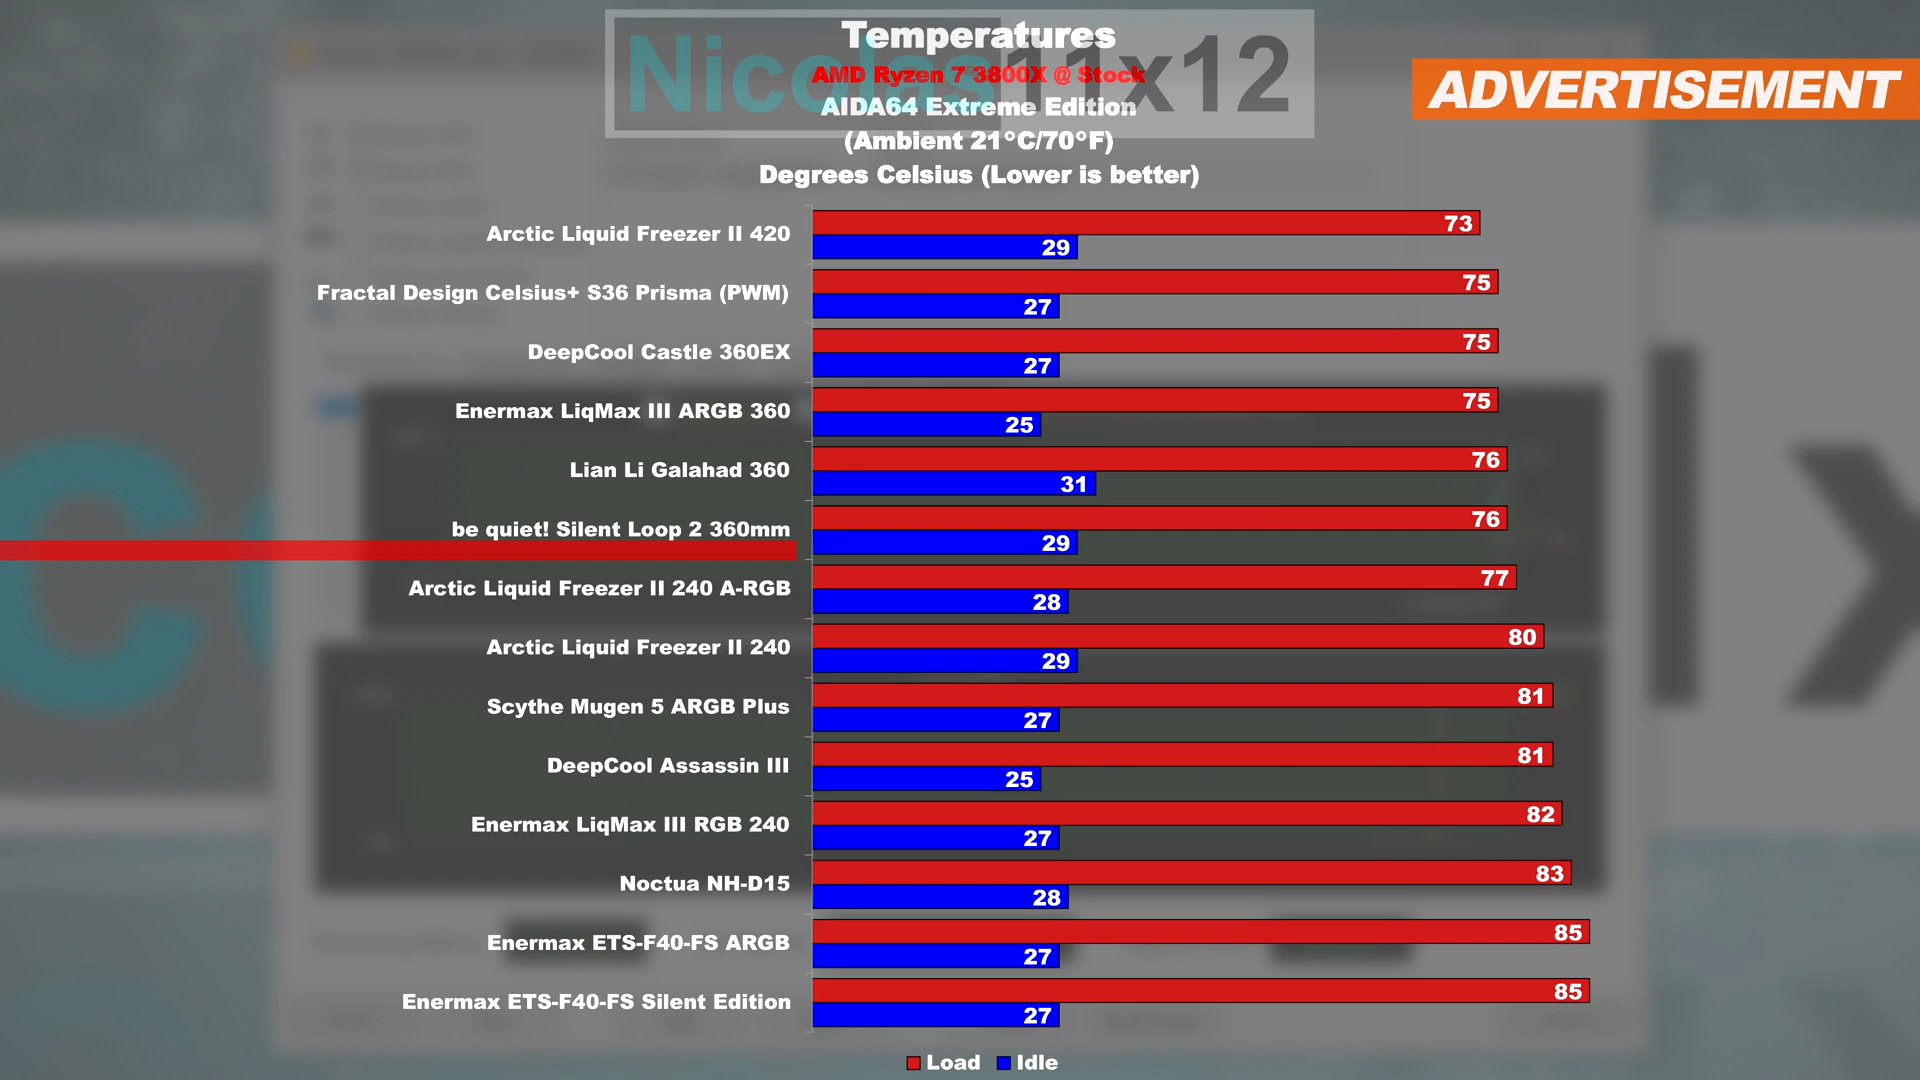 Nicolas11x12
Temperatures
AMD Ryzen 7 3800X @ Stock
AIDA64 Extreme Edition
(Ambient 21°C/70°F)
Degrees Celsius (Lower is better)
ADVERTISEMENT
Arctic Liquid Freezer II 420
73
29
Fractal Design Celsius+ S36 Prisma (PWM)
75
27
DeepCool Castle 360EX
75
27
Enermax LiqMax III ARGB 360
75
25
Lian Li Galahad 360
76
31
be quiet! Silent Loop 2 360mm
76
29
Arctic Liquid Freezer II 240 A-RGB
77
28
Arctic Liquid Freezer II 240
80
29
Scythe Mugen 5 ARGB Plus
81
27
DeepCool Assassin III
81
25
Enermax LiqMax III RGB 240
82
27
Noctua NH-D15
83
28
Enermax ETS-F40-FS ARGB
85
27
Enermax ETS-F40-FS Silent Edition
85
27
Load Idle